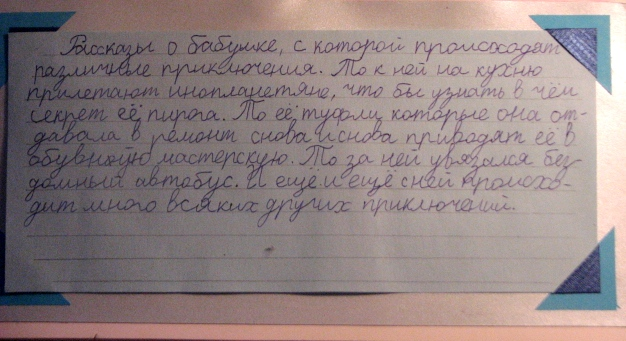 Рассказы о бабушке, с которой происходят
различные приключения. То к ней на кухню
прилетают инопланетяне, что бы узнать в чём
секрет её пирога. То её туфли которые она от-
давала в ремонт снова и снова приводят её в
обувную мастерскую. То за ней увязался без-
домный автобус. И ещё и ещё с ней происхо-
дит много всяких других приключений.